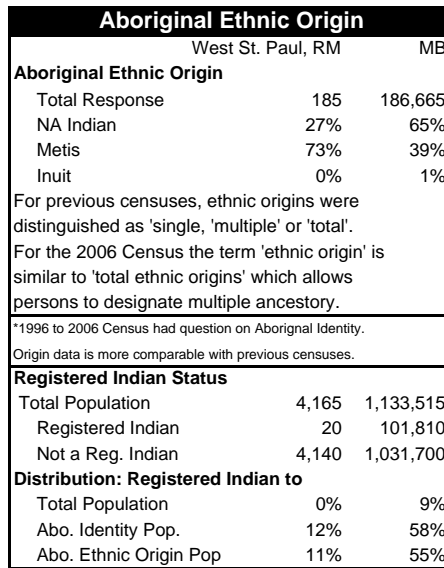 Aboriginal Ethnic Origin
West St. Paul, RM MB
Aboriginal Ethnic Origin
Total Response 185 186,665
NA Indian 27% 65%
Metis 73% 39%
Inuit 0% 1%
For previous censuses, ethnic origins were
distinguished as 'single, 'multiple' or 'total'.
For the 2006 Census the term 'ethnic origin' is
similar to 'total ethnic origins' which allows
persons to designate multiple ancestory.
*1996 to 2006 Census had question on Aborignal Identity.
Origin data is more comparable with previous censuses.
Registered Indian Status
Total Population 4,165 1,133,515
Registered Indian 20 101,810
Not a Reg. Indian 4,140 1,031,700
Distribution: Registered Indian to
Total Population 0% 9%
Abo. Identity Pop. 12% 58%
Abo. Ethnic Origin Pop 11% 55%